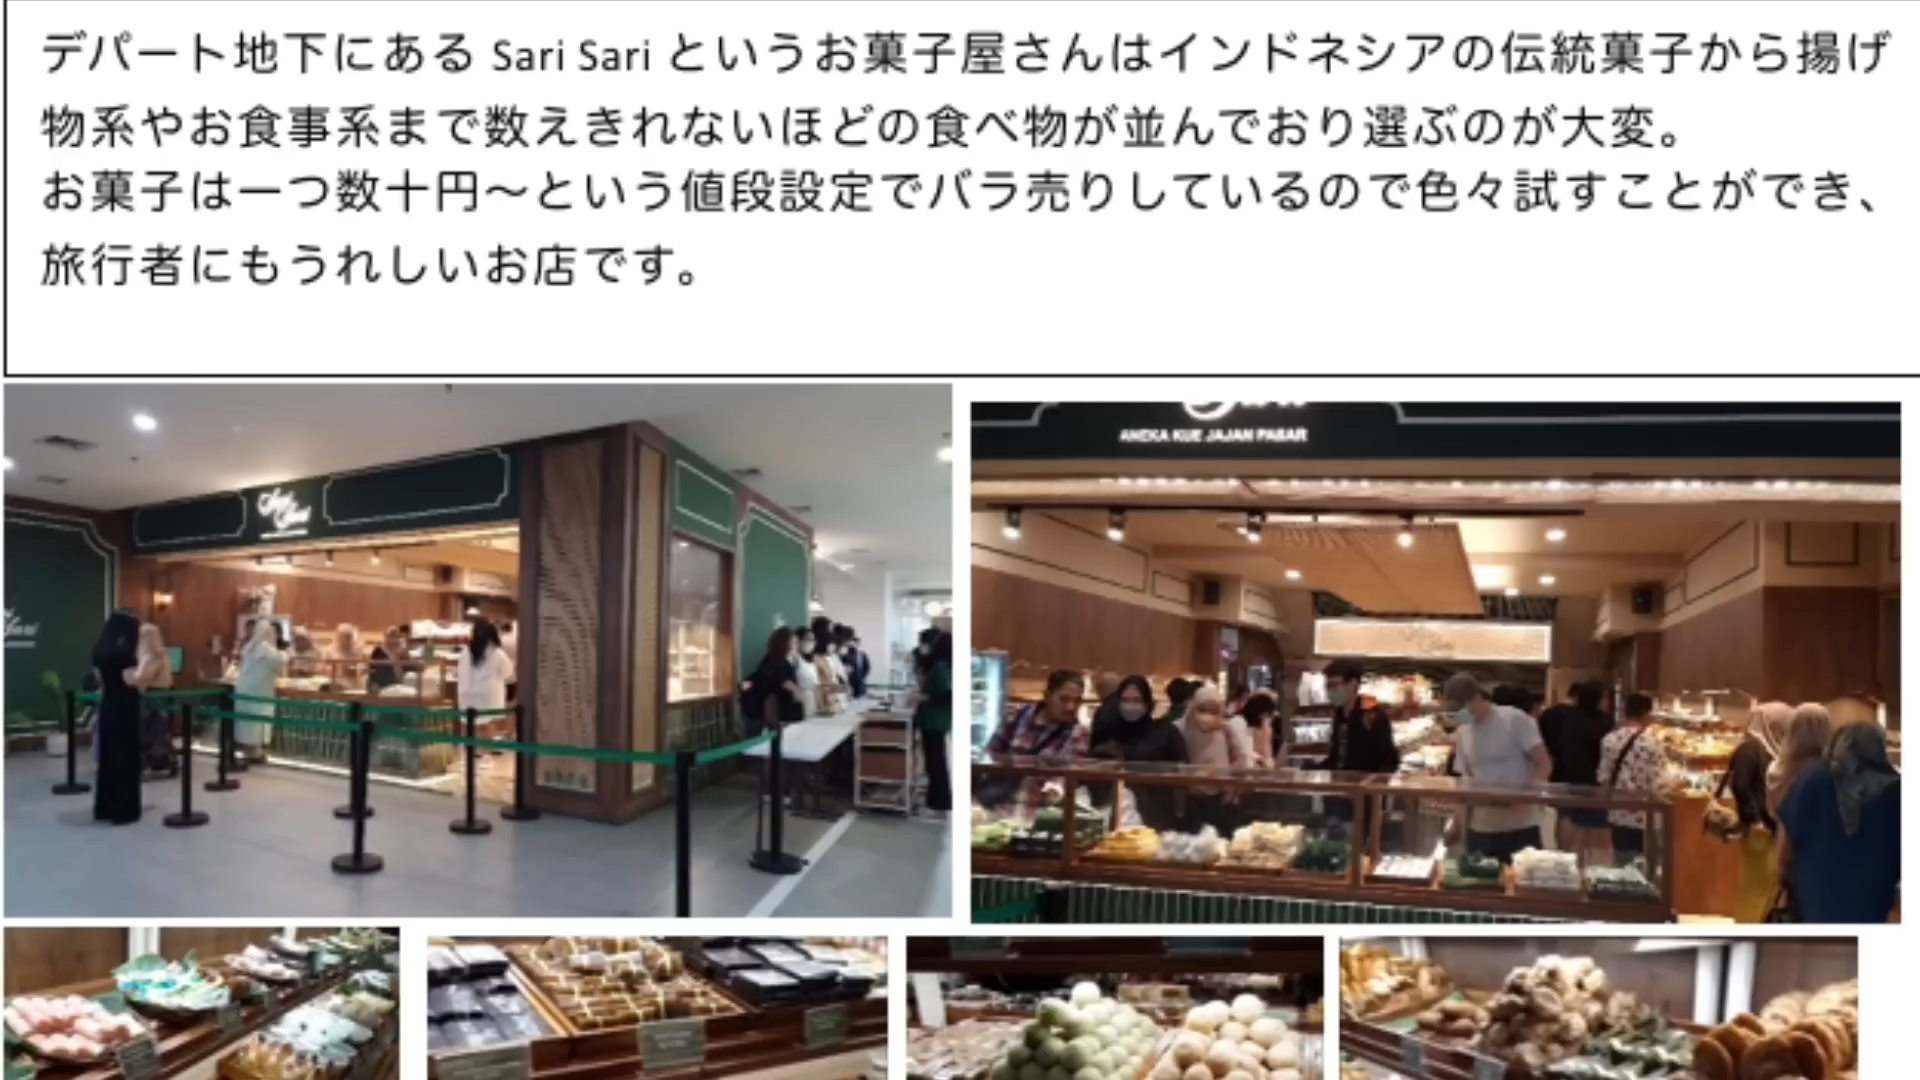 デパート地下にある Sari Sari というお菓子屋さんはインドネシアの伝統菓子から揚げ
物系やお食事系まで数えきれないほどの食べ物が並んでおり選ぶのが大変。
お菓子は一つ数十円～という値段設定でバラ売りしているので色々試すことができ、
旅行者にもうれしいお店です。
Sari
Sari
ANEKA KUE JAJAN PASAR
Sari